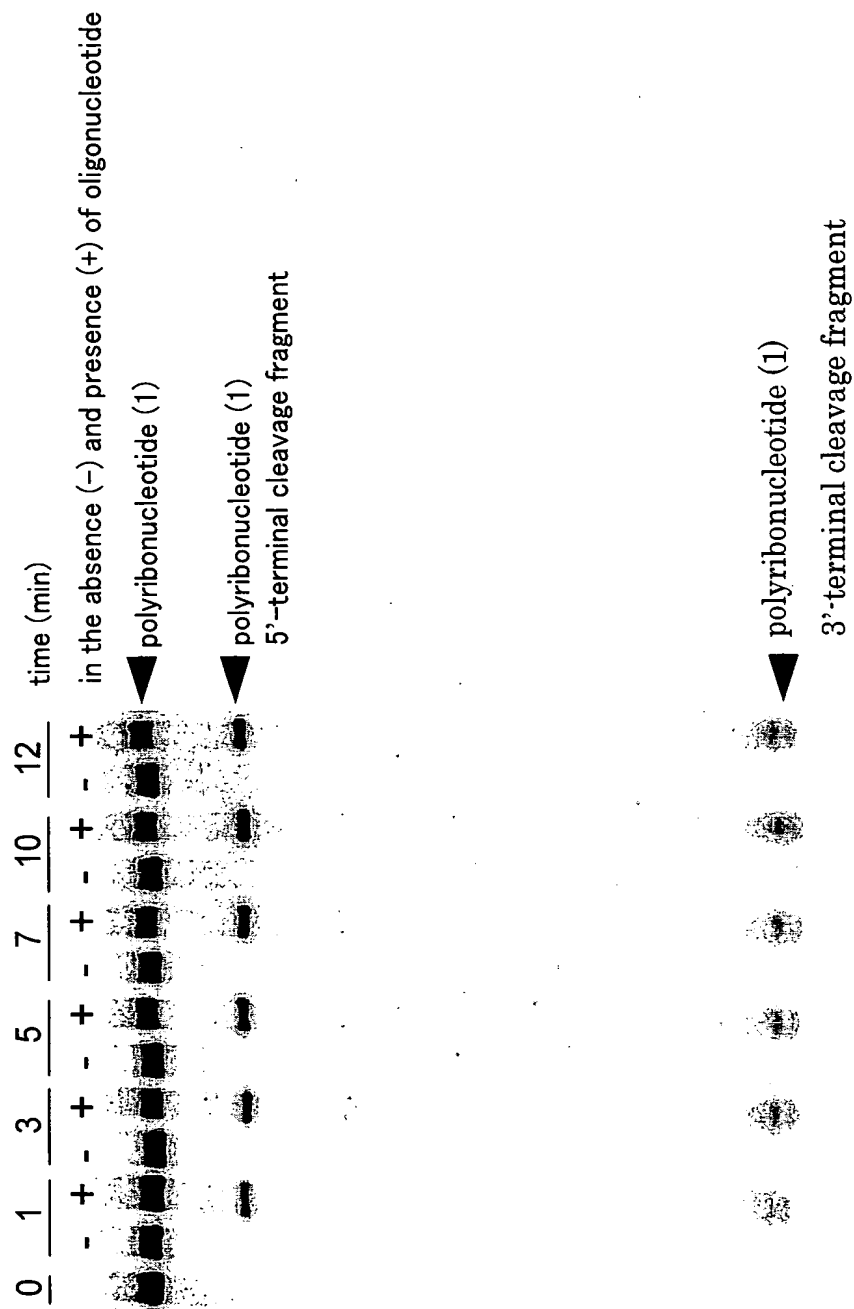 0 1 3 5 7 10 12 time (min)
- + - + - + - + - + - + in the absence (−) and presence (+) of oligonucleotide
polyribonucleotide (1)
polyribonucleotide (1)
5'−terminal cleavage fragment
polyribonucleotide (1)
3'-terminal cleavage fragment